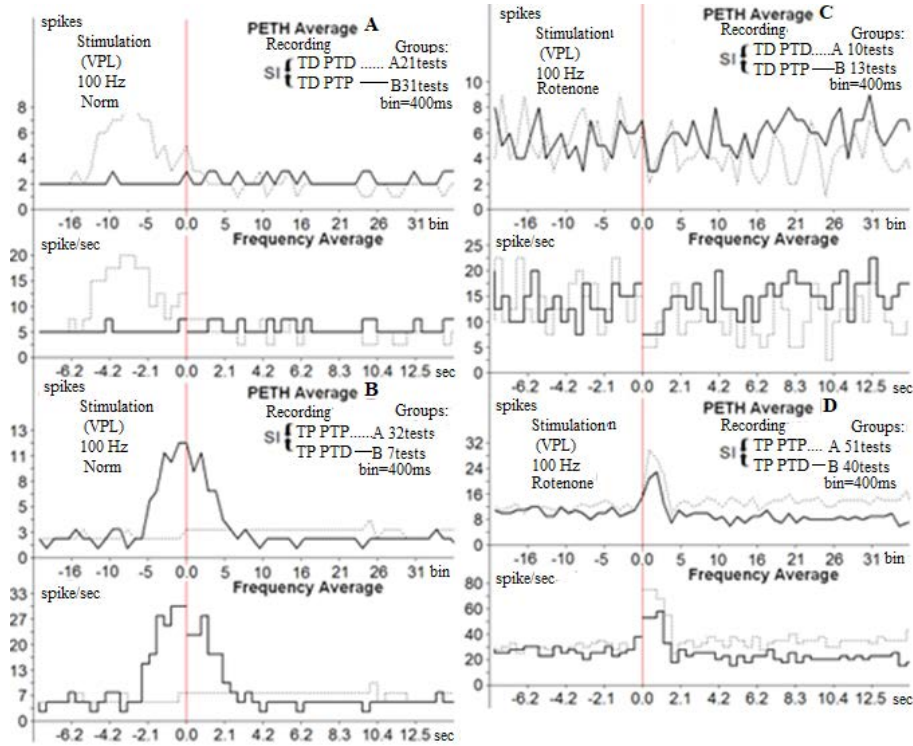 spikes
PETH Average A
Stimulation
(VPL)
100 Hz
Norm
Recording
Groups:
SI { TD PTD ...... A21tests
TD PTP —— B31tests
bin=400ms
8
6
4
2
0
-16 -10 -5 0.0 5 10 16 21 26 31 bin
Frequency Average
spike/sec
20
15
10
5
0
-6.2 -4.2 -2.1 0.0 2.1 4.2 6.2 8.3 10.4 12.5 sec
spikes
PETH Average B
Stimulation
(VPL)
100 Hz
Norm
Recording
Groups:
SI { TP PTP ..... A 32tests
TP PTD — B 7tests
bin=400ms
13
11
8
5
3
0
-16 -10 -5 0.0 5 10 16 21 26 31 bin
Frequency Average
spike/sec
33
27
20
13
7
0
-6.2 -4.2 -2.1 0.0 2.1 4.2 6.2 8.3 10.4 12.5 sec
spikes
PETH Average C
Stimulation
(VPL)
100 Hz
Rotenone
Recording
Groups:
SI { TD PTD ..... A 10tests
TD PTP —— B 13tests
bin=400ms
10
8
6
4
2
0
-16 -10 -5 0.0 5 10 16 21 26 31 bin
Frequency Average
spike/sec
25
20
15
10
5
0
-6.2 -4.2 -2.1 0.0 2.1 4.2 6.2 8.3 10.4 12.5 sec
PETH Average D
spikes
Stimulation
(VPL)
100 Hz
Rotenone
Recording
Groups:
SI { TP PTP .... A 51tests
TP PTD — B 40tests
bin=400ms
32
24
16
8
0
-16 -10 -5 0.0 5 10 16 21 26 31 bin
Frequency Average
spike/sec
80
60
40
20
0
-6.2 -4.2 -2.1 0.0 2.1 4.2 6.2 8.3 10.4 12.5 sec